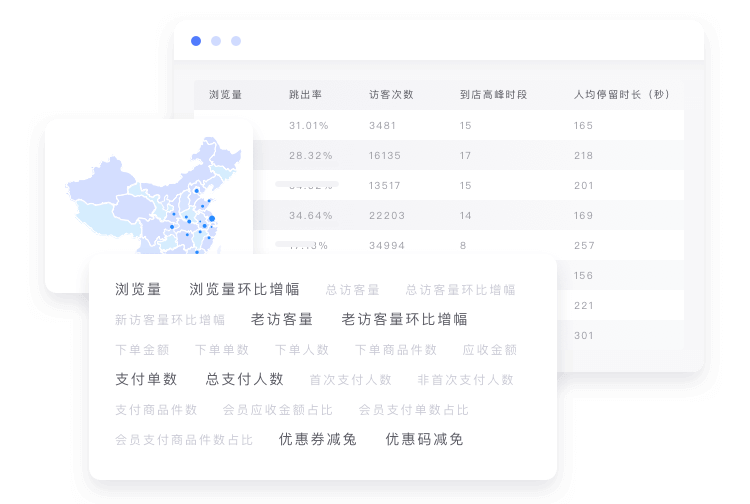 浏览量 跳出率 访客次数 到店高峰时段 人均停留时长（秒）
31.01% 3481 15 165
28.32% 16135 17 218
13517 15 201
34.64% 22203 14 169
34994 8 257
156
221
301
浏览量 浏览量环比增幅 总访客量 总访客量环比增幅
新访客量环比增幅 老访客量 老访客量环比增幅
下单金额 下单单数 下单人数 下单商品件数 应收金额
支付单数 总支付人数 首次支付人数 非首次支付人数
支付商品件数 会员应收金额占比 会员支付单数占比
会员支付商品件数占比 优惠券减免 优惠码减免